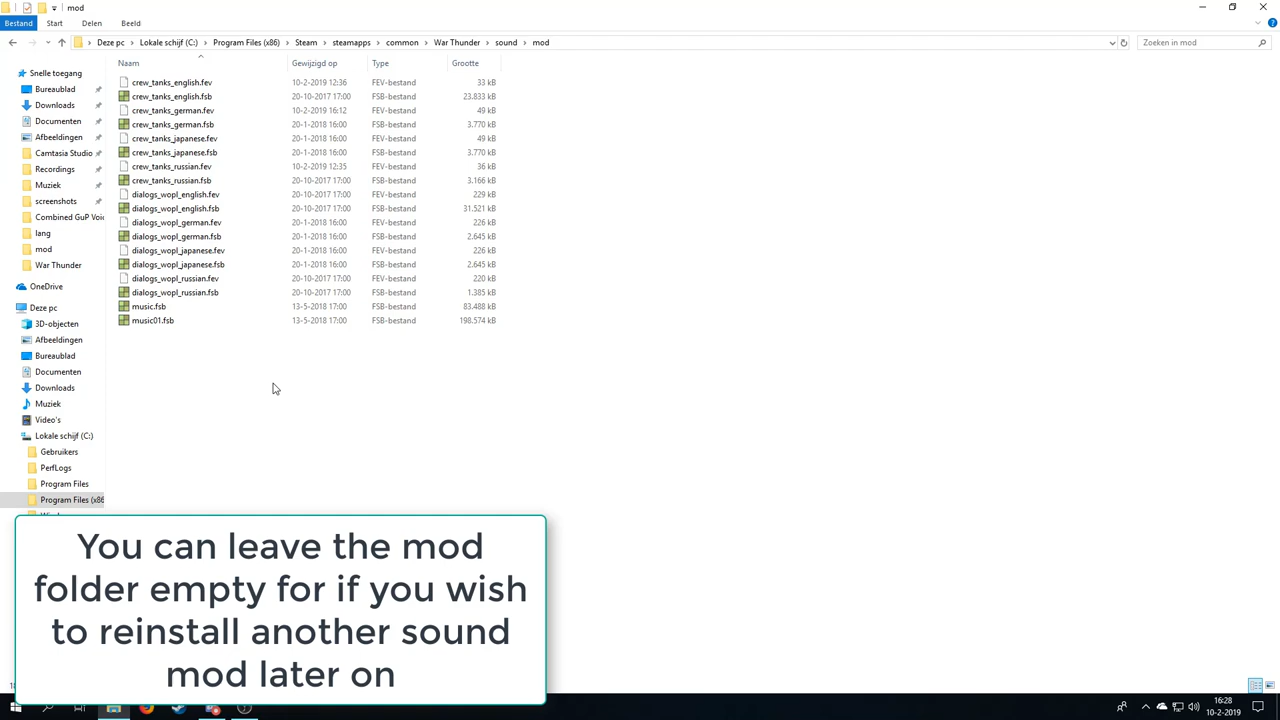 mod
Bestand Start Delen Beeld
Deze pc Lokale schijf (C:) Program Files (x86) Steam steamapps common War Thunder sound mod
Zoeken in mod
Naam Gewijzigd op Type Grootte
crew_tanks_english.fev 10-2-2019 12:36 FEV-bestand 33 kB
crew_tanks_english.fsb 20-10-2017 17:00 FSB-bestand 23.833 kB
crew_tanks_german.fev 10-2-2019 16:12 FEV-bestand 49 kB
crew_tanks_german.fsb 20-1-2018 16:00 FSB-bestand 3.770 kB
crew_tanks_japanese.fev 20-1-2018 16:00 FEV-bestand 49 kB
crew_tanks_japanese.fsb 20-1-2018 16:00 FSB-bestand 3.770 kB
crew_tanks_russian.fev 10-2-2019 12:35 FEV-bestand 36 kB
crew_tanks_russian.fsb 20-10-2017 17:00 FSB-bestand 3.166 kB
dialogs_wopl_english.fev 20-10-2017 17:00 FEV-bestand 229 kB
dialogs_wopl_english.fsb 20-10-2017 17:00 FSB-bestand 31.521 kB
dialogs_wopl_german.fev 20-1-2018 16:00 FEV-bestand 226 kB
dialogs_wopl_german.fsb 20-1-2018 16:00 FSB-bestand 2.645 kB
dialogs_wopl_japanese.fev 20-1-2018 16:00 FEV-bestand 226 kB
dialogs_wopl_japanese.fsb 20-1-2018 16:00 FSB-bestand 2.645 kB
dialogs_wopl_russian.fev 20-10-2017 17:00 FEV-bestand 220 kB
dialogs_wopl_russian.fsb 20-10-2017 17:00 FSB-bestand 1.385 kB
music.fsb 13-5-2018 17:00 FSB-bestand 83.488 kB
music01.fsb 13-5-2018 17:00 FSB-bestand 198.574 kB
Snelle toegang
Bureaublad
Downloads
Documenten
Afbeeldingen
Camtasia Studio
Recordings
Muziek
screenshots
Combined GuP Voic
lang
mod
War Thunder
OneDrive
Deze pc
3D-objecten
Afbeeldingen
Bureaublad
Documenten
Downloads
Muziek
Video's
Lokale schijf (C:)
Gebruikers
PerfLogs
Program Files
Program Files (x86
You can leave the mod
folder empty for if you wish
to reinstall another sound
mod later on
16:28
10-2-2019